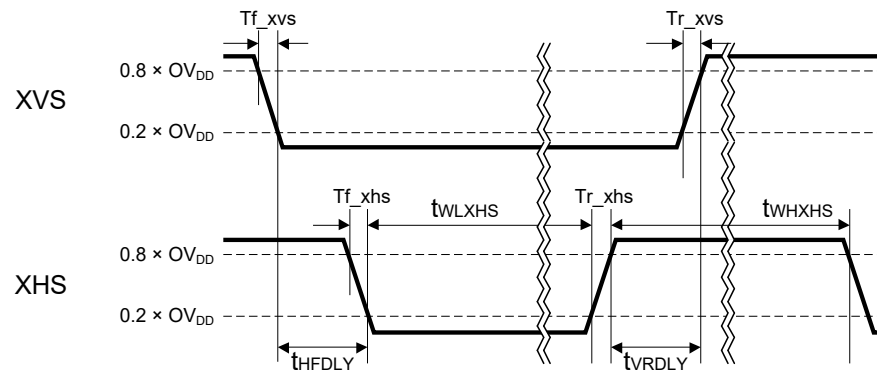 Tf_xvs
Tr_xvs
0.8 × OVDD
XVS
0.2 × OVDD
Tf_xhs
tWLXHS
Tr_xhs
tWHXHS
0.8 × OVDD
XHS
0.2 × OVDD
tHFDLY
tVRDLY